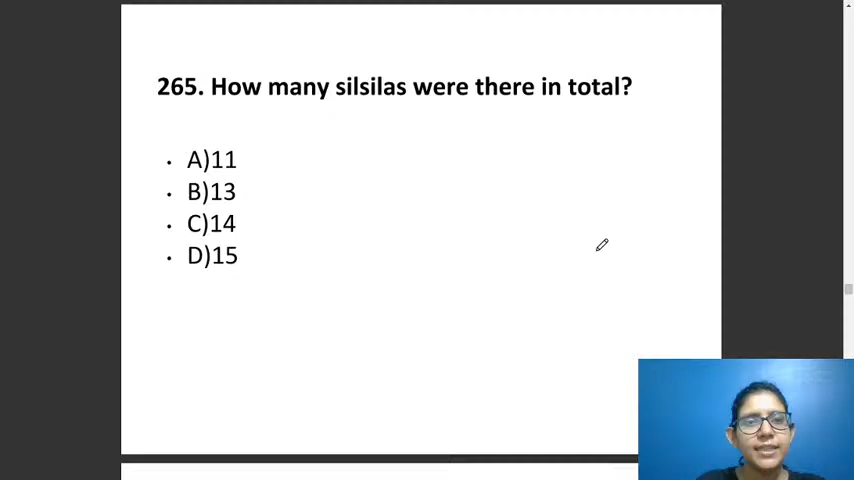 265. How many silsilas were there in total?
• A)11
• B)13
• C)14
• D)15